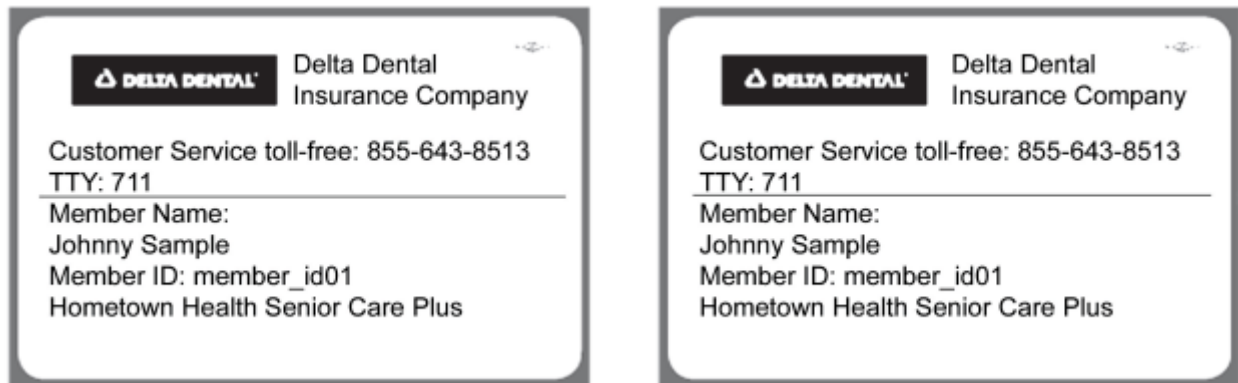 DELTA DENTAL
Delta Dental
Insurance Company
Customer Service toll-free: 855-643-8513
TTY: 711
Member Name:
Johnny Sample
Member ID: member_id01
Hometown Health Senior Care Plus
DELTA DENTAL
Delta Dental
Insurance Company
Customer Service toll-free: 855-643-8513
TTY: 711
Member Name:
Johnny Sample
Member ID: member_id01
Hometown Health Senior Care Plus